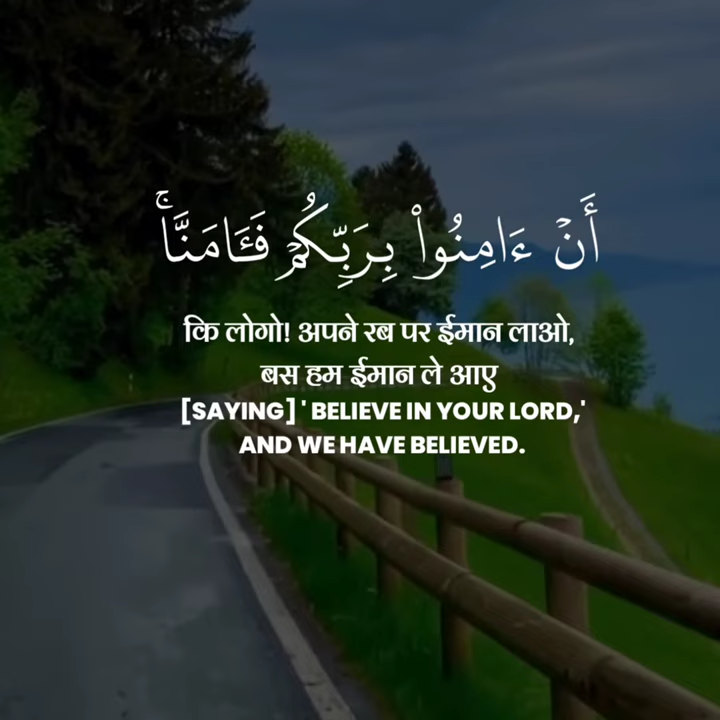 أَنْ ءَامِنُوا۟ بِرَبِّكُمْ فَـَٔامَنَّا ۚ
कि लोगो! अपने रब पर ईमान लाओ,
बस हम ईमान ले आए
[SAYING] ' BELIEVE IN YOUR LORD,'
AND WE HAVE BELIEVED.